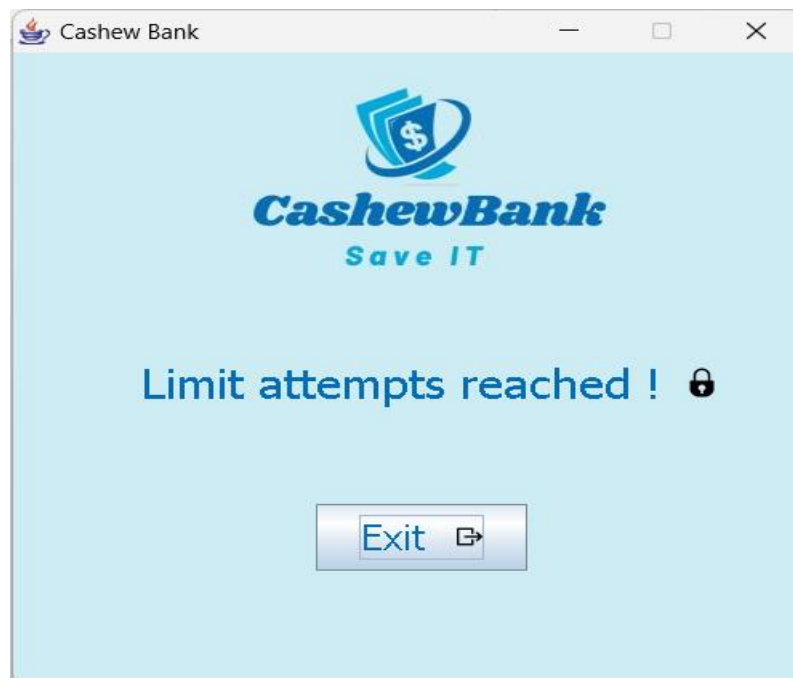 Cashew Bank
$
CashewBank
Save IT
Limit attempts reached !
Exit